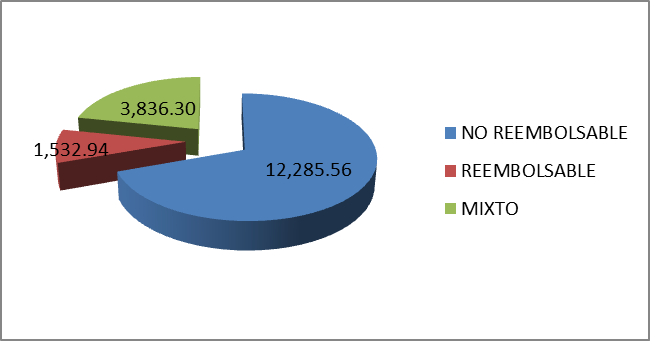 3,836.30
1,532.94
12,285.56
NO REEMBOLSABLE
REEMBOLSABLE
MIXTO